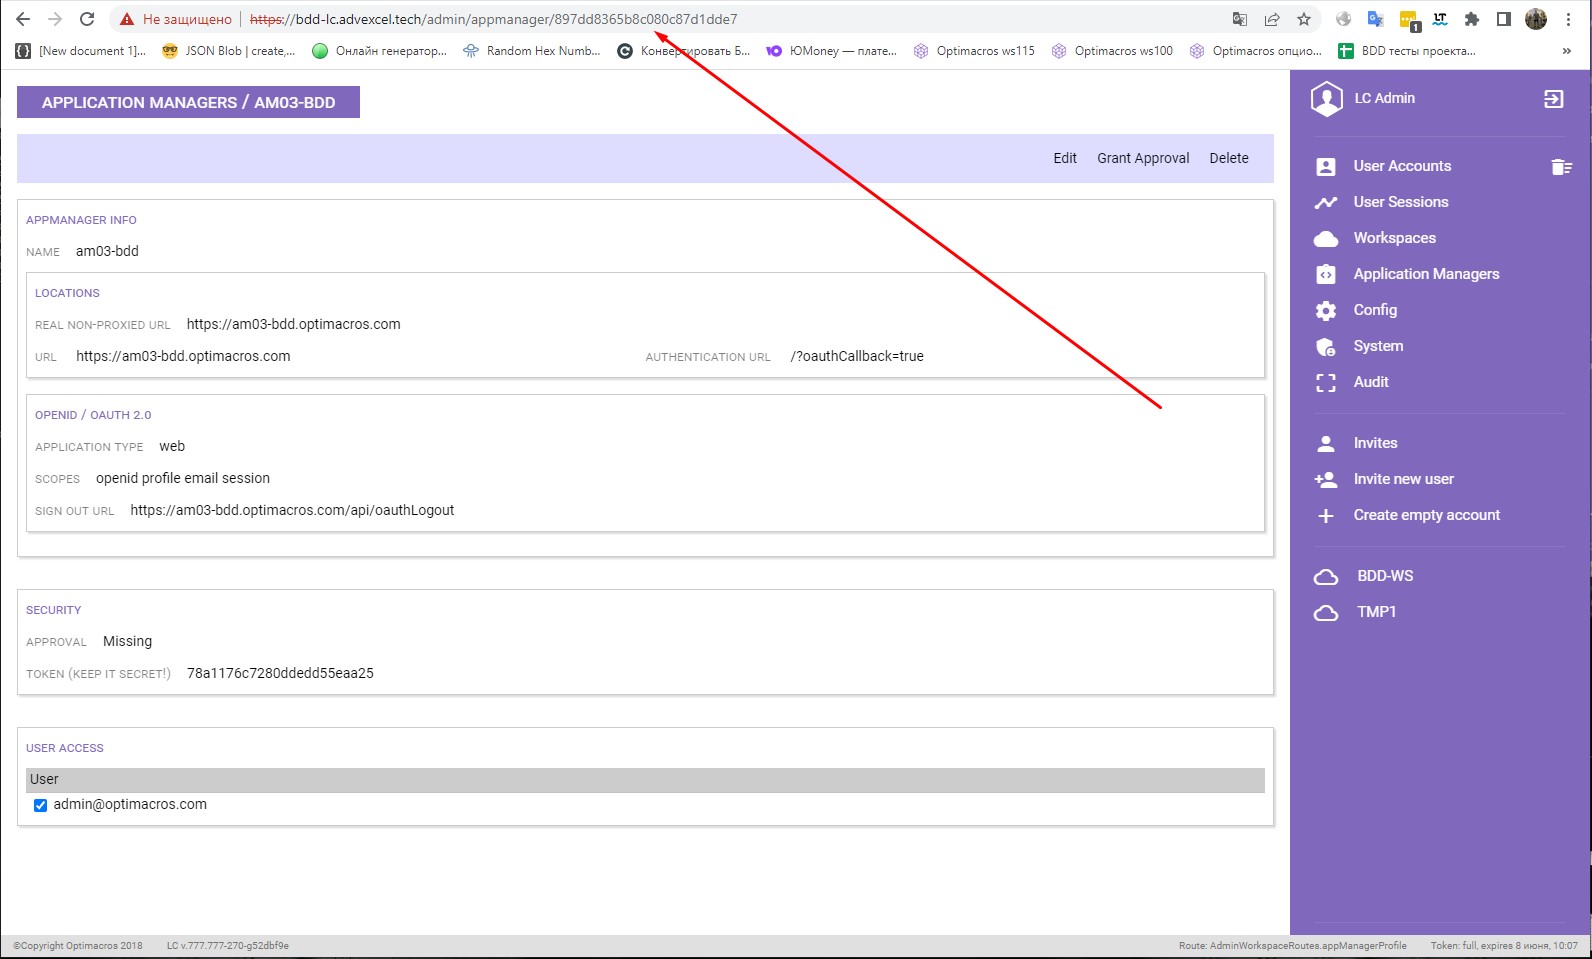 Не защищено https://bdd-lc.advexcel.tech/admin/appmanager/897dd8365b8c080c87d1dde7
[New document 1]... JSON Blob | create,... Онлайн генератор... Random Hex Numb... Конвертировать Б... ЮMoney — плате... Optimacros ws115 Optimacros ws100 Optimacros опцио... BDD тесты проекта... »
APPLICATION MANAGERS / AM03-BDD
Edit Grant Approval Delete
APPMANAGER INFO
NAME am03-bdd
LOCATIONS
REAL NON-PROXIED URL https://am03-bdd.optimacros.com
URL https://am03-bdd.optimacros.com AUTHENTICATION URL /?oauthCallback=true
OPENID / OAUTH 2.0
APPLICATION TYPE web
SCOPES openid profile email session
SIGN OUT URL https://am03-bdd.optimacros.com/api/oauthLogout
SECURITY
APPROVAL Missing
TOKEN (KEEP IT SECRET!) 78a1176c7280ddedd55eaa25
USER ACCESS
User
admin@optimacros.com
LC Admin
User Accounts
User Sessions
Workspaces
Application Managers
Config
System
Audit
Invites
Invite new user
Create empty account
BDD-WS
TMP1
©Copyright Optimacros 2018 LC v.777.777-270-g52dbf9e Route: AdminWorkspaceRoutes.appManagerProfile Token: full, expires 8 июня, 10:07